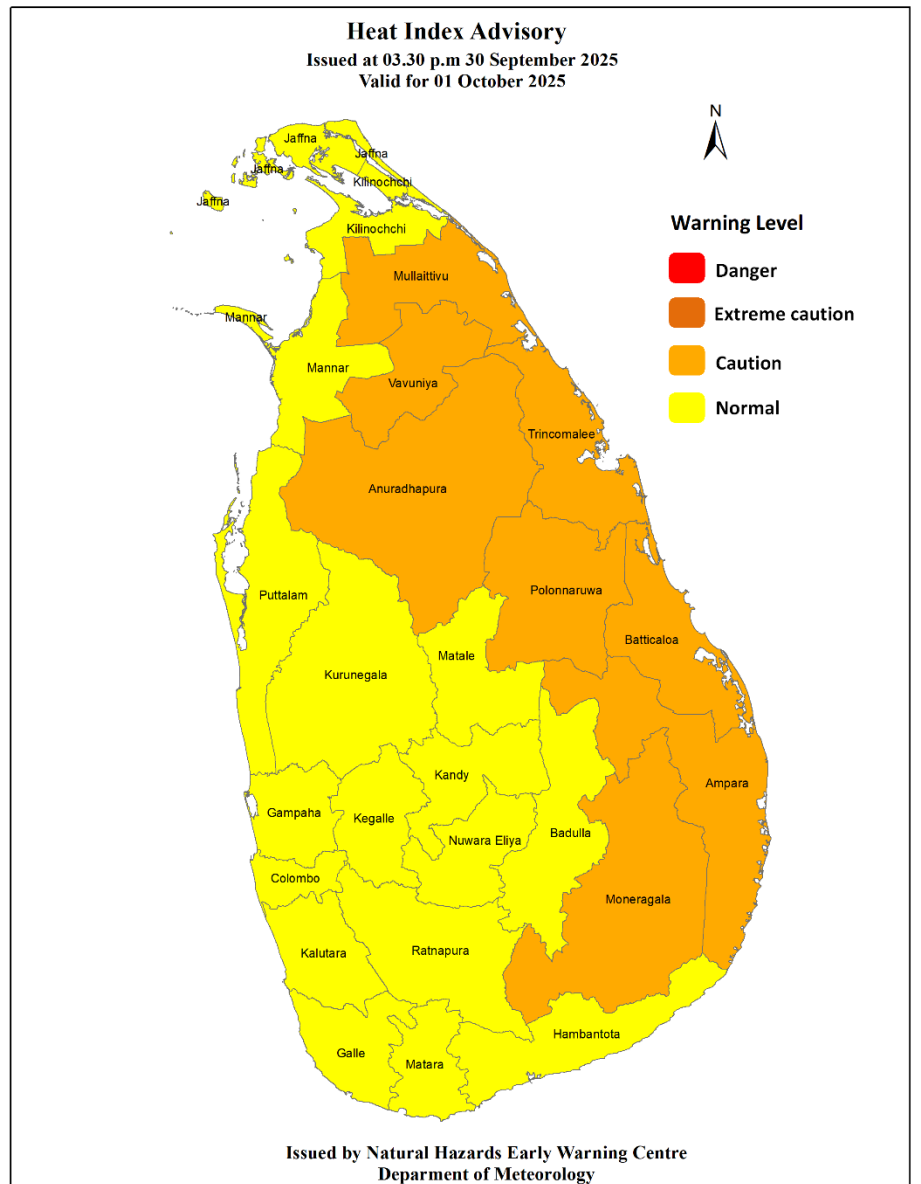 Heat Index Advisory
Issued at 03.30 p.m 30 September 2025
Valid for 01 October 2025
N
Warning Level
Danger
Extreme caution
Caution
Normal
Jaffna
Jaffna
Jaffna
Kilinochchi
Jaffna
Kilinochchi
Mullaittivu
Mannar
Mannar
Vavuniya
Trincomalee
Anuradhapura
Polonnaruwa
Puttalam
Batticaloa
Matale
Kurunegala
Kandy
Ampara
Gampaha
Kegalle
Nuwara Eliya
Badulla
Colombo
Moneragala
Kalutara
Ratnapura
Hambantota
Galle
Matara
Issued by Natural Hazards Early Warning Centre
Deparment of Meteorology